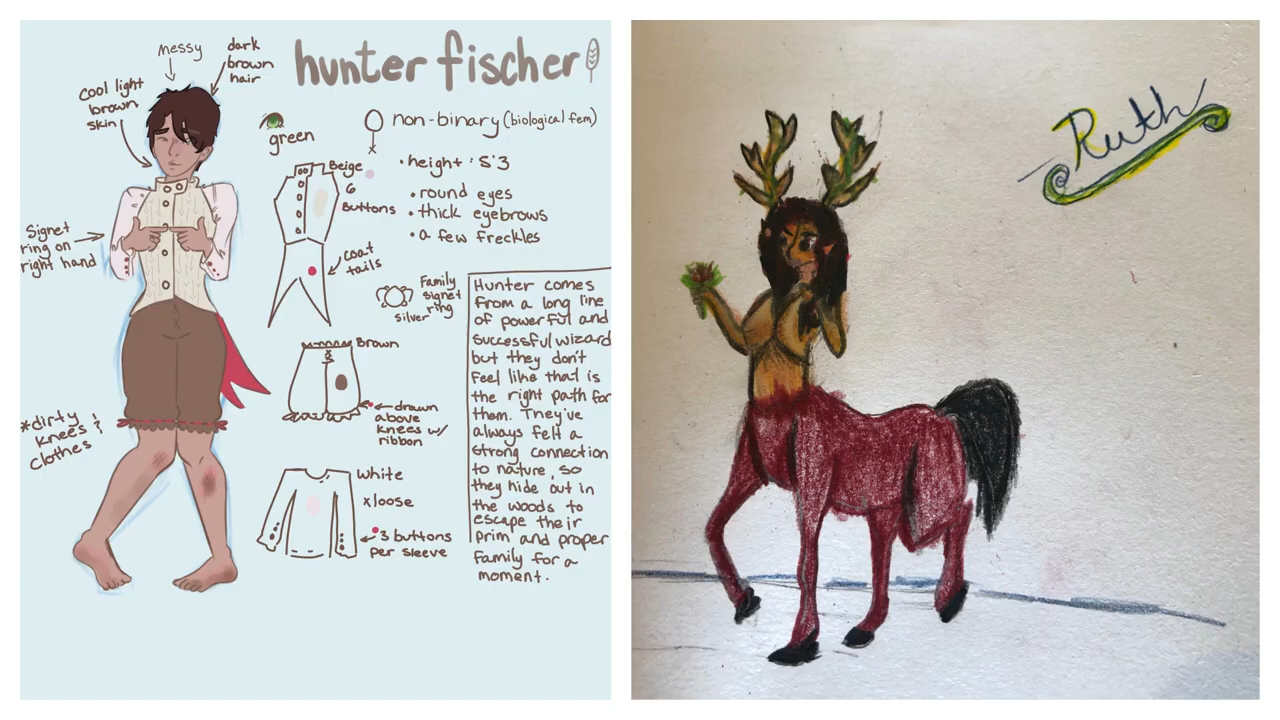 hunter fischer
messy
dark
brown
hair
cool light
brown
skin
green
non-binary (biological fem)
• height : 5'3
• round eyes
• thick eyebrows
• a few freckles
Beige
6
Buttons
coat
tails
Signet
ring on
right hand
Family
signet
ring
silver
Brown
drawn
above
knees w/
ribbon
*dirty
knees &
clothes
white
xloose
3 buttons
per sleeve
Hunter comes
from a long line
of powerful and
successful wizard
but they don't
feel like that is
the right path for
them. They've
always felt a
strong connection
to nature, so
they hide out in
the woods to
escape their
prim and proper
family for a
moment.
Ruth